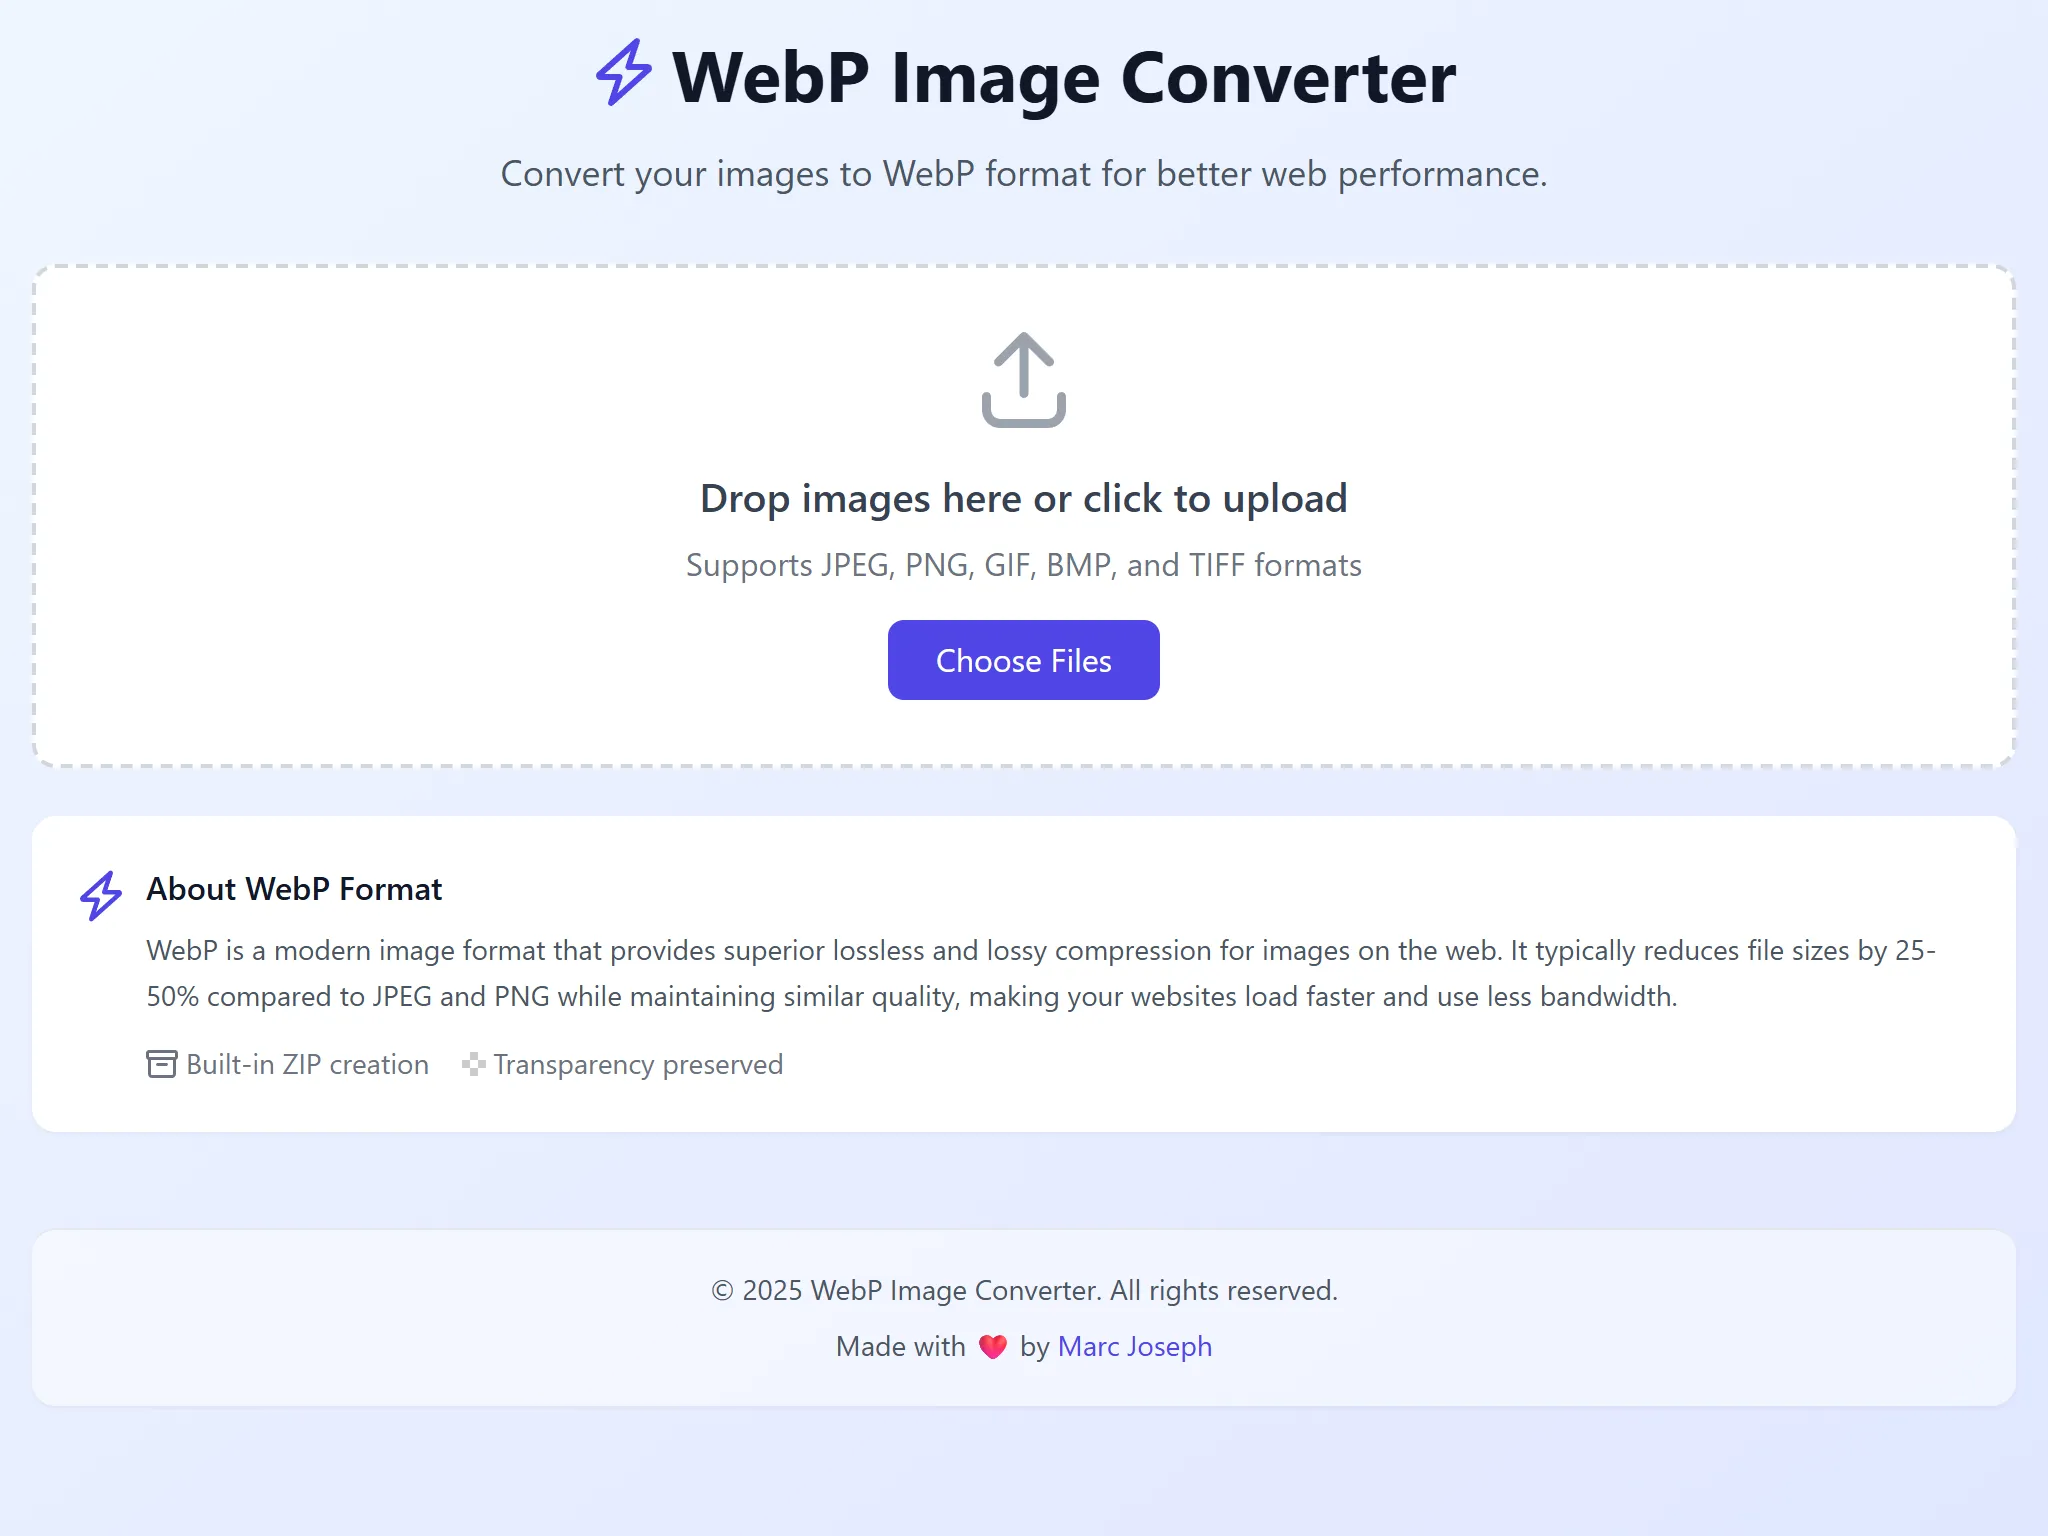 WebP Image Converter
Convert your images to WebP format for better web performance.
Drop images here or click to upload
Supports JPEG, PNG, GIF, BMP, and TIFF formats
Choose Files
About WebP Format
WebP is a modern image format that provides superior lossless and lossy compression for images on the web. It typically reduces file sizes by 25-
50% compared to JPEG and PNG while maintaining similar quality, making your websites load faster and use less bandwidth.
Built-in ZIP creation Transparency preserved
© 2025 WebP Image Converter. All rights reserved.
Made with ❤️ by Marc Joseph